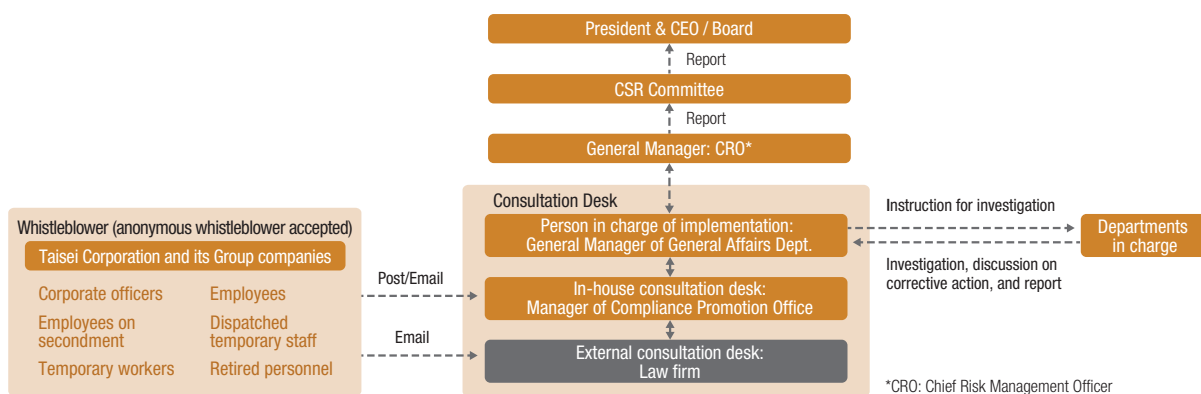 President & CEO / Board
Report
CSR Committee
Report
General Manager: CRO*
Consultation Desk
Person in charge of implementation:
General Manager of General Affairs Dept.
In-house consultation desk:
Manager of Compliance Promotion Office
External consultation desk:
Law firm
Whistleblower (anonymous whistleblower accepted)
Taisei Corporation and its Group companies
Corporate officers
Employees
Employees on
secondment
Dispatched
temporary staff
Temporary workers
Retired personnel
Post/Email
Email
Instruction for investigation
Departments
in charge
Investigation, discussion on
corrective action, and report
*CRO: Chief Risk Management Officer